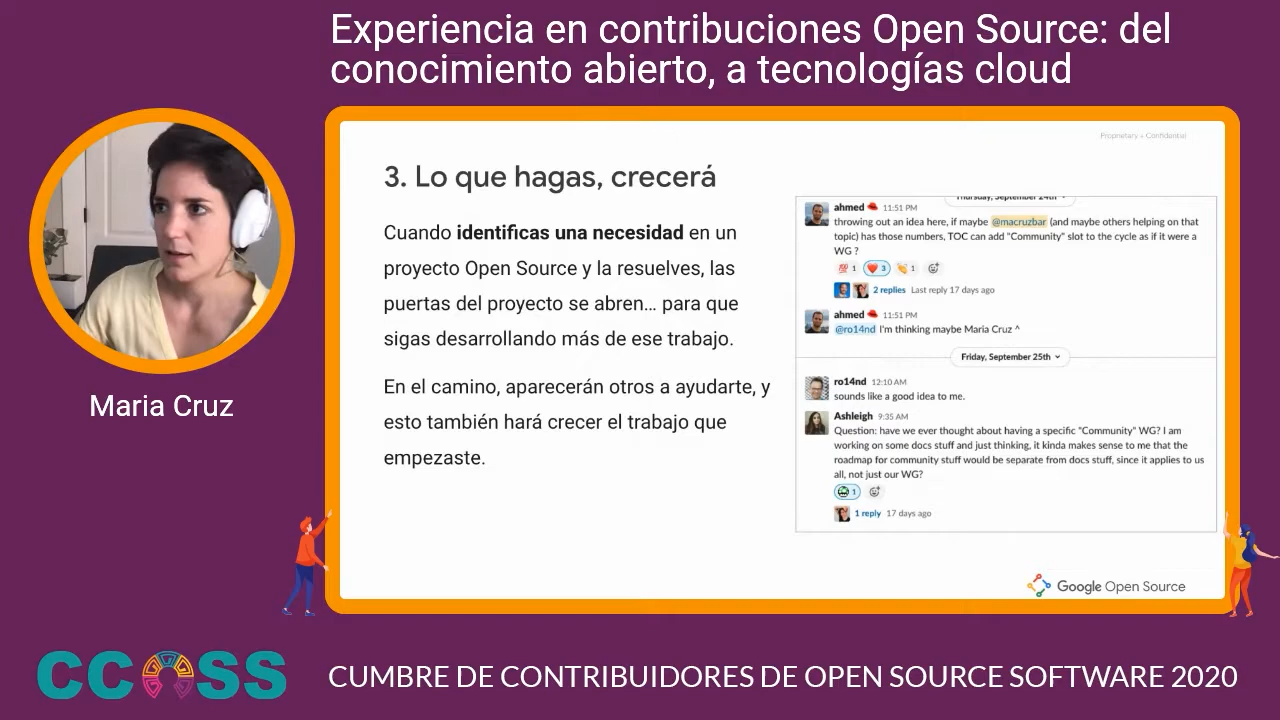 Experiencia en contribuciones Open Source: del
conocimiento abierto, a tecnologías cloud
Maria Cruz
Proprietary + Confidential
3. Lo que hagas, crecerá
Cuando identificas una necesidad en un
proyecto Open Source y la resuelves, las
puertas del proyecto se abren... para que
sigas desarrollando más de ese trabajo.
En el camino, aparecerán otros a ayudarte, y
esto también hará crecer el trabajo que
empezaste.
Thursday, September 24th
ahmed 11:51 PM
throwing out an idea here, if maybe @macruzbar (and maybe others helping on that
topic) has those numbers, TOC can add "Community" slot to the cycle as if it were a
WG ?
1 3 1
2 replies Last reply 17 days ago
ahmed 11:51 PM
@ro14nd I'm thinking maybe Maria Cruz ^
Friday, September 25th
ro14nd 12:10 AM
sounds like a good idea to me.
Ashleigh 9:35 AM
Question: have we ever thought about having a specific "Community" WG? I am
working on some docs stuff and just thinking, it kinda makes sense to me that the
roadmap for community stuff would be separate from docs stuff, since it applies to us
all, not just our WG?
1
1 reply 17 days ago
Google Open Source
CCOSS
CUMBRE DE CONTRIBUIDORES DE OPEN SOURCE SOFTWARE 2020